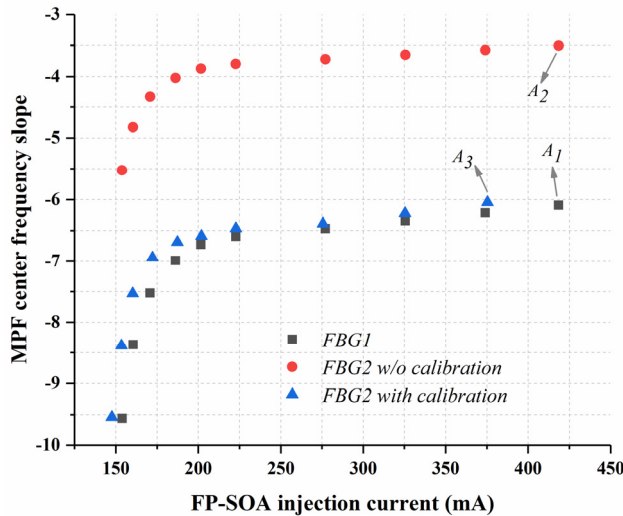 -3
-4
-5
-6
-7
-8
-9
-10
MPF center frequency slope
A2
A3
A1
FBG1
FBG2 w/o calibration
FBG2 with calibration
150 200 250 300 350 400 450
FP-SOA injection current (mA)